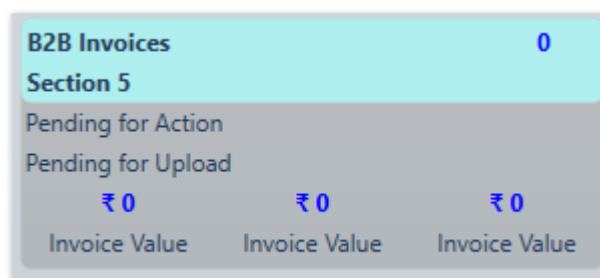 B2B Invoices 0
Section 5
Pending for Action
Pending for Upload
₹ 0 ₹ 0 ₹ 0
Invoice Value Invoice Value Invoice Value